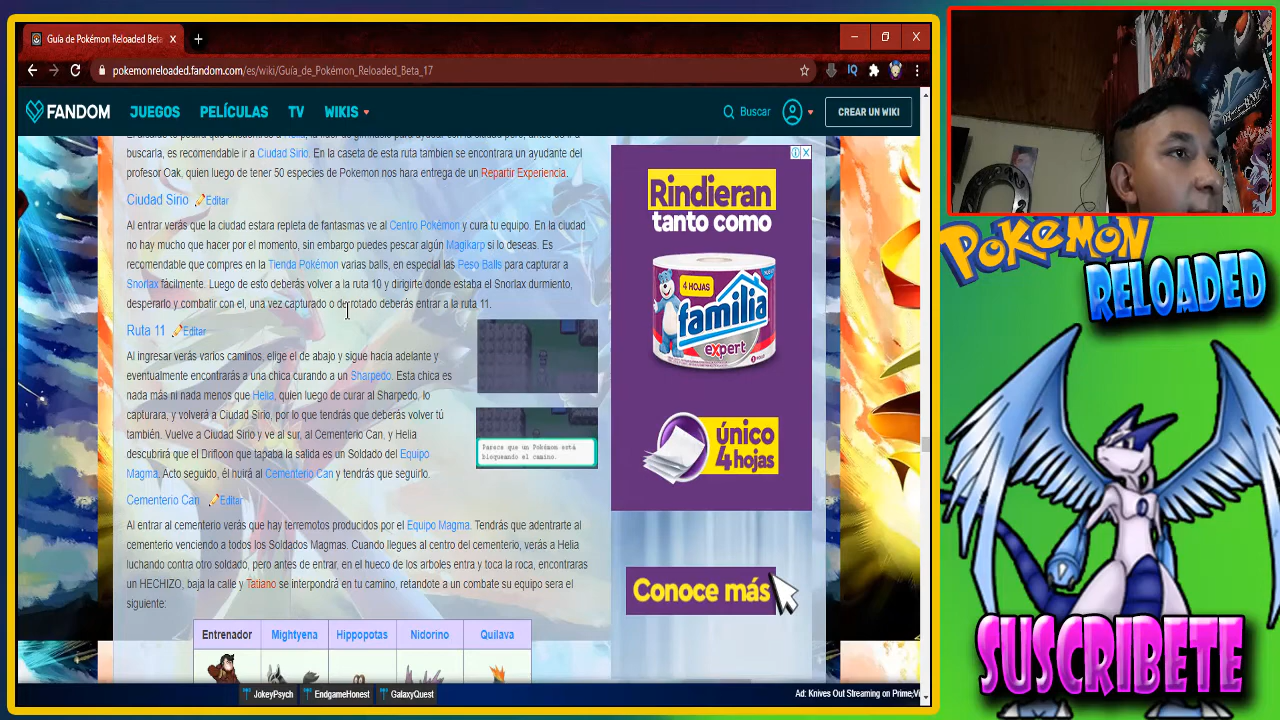 Guía de Pokémon Reloaded Beta
pokemonreloaded.fandom.com/es/wiki/Guía_de_Pokémon_Reloaded_Beta_17
IQ
FANDOM JUEGOS PELÍCULAS TV WIKIS Buscar CREAR UN WIKI
buscarla, es recomendable ir a Ciudad Sirio. En la caseta de esta ruta tambien se encontrara un ayudante del
profesor Oak, quien luego de tener 50 especies de Pokemon nos hara entrega de un Repartir Experiencia.
Ciudad Sirio Editar
Al entrar verás que la ciudad estara repleta de fantasmas ve al Centro Pokémon y cura tu equipo. En la ciudad
no hay mucho que hacer por el momento, sin embargo puedes pescar algún Magikarp si lo deseas. Es
recomendable que compres en la Tienda Pokémon varias balls, en especial las Peso Balls para capturar a
Snorlax fácilmente. Luego de esto deberás volver a la ruta 10 y dirigirte donde estaba el Snorlax durmiento,
despertarlo y combatir con el, una vez capturado o derrotado deberás entrar a la ruta 11.
Ruta 11 Editar
Al ingresar verás varios caminos, elige el de abajo y sigue hacia adelante y
eventualmente encontrarás a una chica curando a un Sharpedo. Esta chica es
nada más ni nada menos que Helia, quien luego de curar al Sharpedo, lo
capturara, y volverá a Ciudad Sirio, por lo que tendrás que deberás volver tú
también. Vuelve a Ciudad Sirio y ve al sur, al Cementerio Can, y Helia
descubrirá que el Drifloon que tapaba la salida es un Soldado del Equipo
Magma. Acto seguido, él huirá al Cementerio Can y tendrás que seguirlo.
Parece que un Pokémon está
bloqueando el camino.
Cementerio Can Editar
Al entrar al cementerio verás que hay terremotos producidos por el Equipo Magma. Tendrás que adentrarte al
cementerio venciendo a todos los Soldados Magmas. Cuando llegues al centro del cementerio, verás a Helia
luchando contra otro soldado, pero antes de entrar, en el hueco de los arboles entra y toca la roca, encontraras
un HECHIZO, baja la calle y Tatiano se interpondrá en tu camino, retandote a un combate su equipo sera el
siguiente:
Entrenador Mightyena Hippopotas Nidorino Quilava
JokeyPsych EndgameHonest GalaxyQuest
Ad: Knives Out Streaming on Prime,Vi
Rindieran
tanto como
4 HOJAS
familia
expert
único
4 hojas
Conoce más
POKEMON
RELOADED
SUSCRIBETE